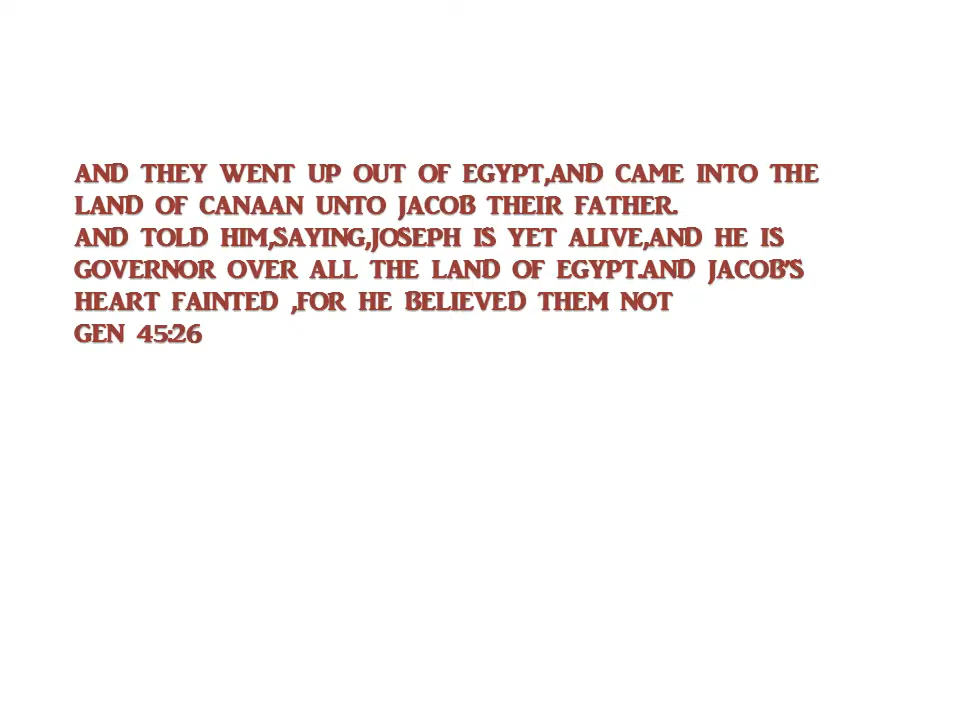 AND THEY WENT UP OUT OF EGYPT,AND CAME INTO THE
LAND OF CANAAN UNTO JACOB THEIR FATHER.
AND TOLD HIM,SAYING,JOSEPH IS YET ALIVE,AND HE IS
GOVERNOR OVER ALL THE LAND OF EGYPT.AND JACOB'S
HEART FAINTED ,FOR HE BELIEVED THEM NOT
GEN 45:26